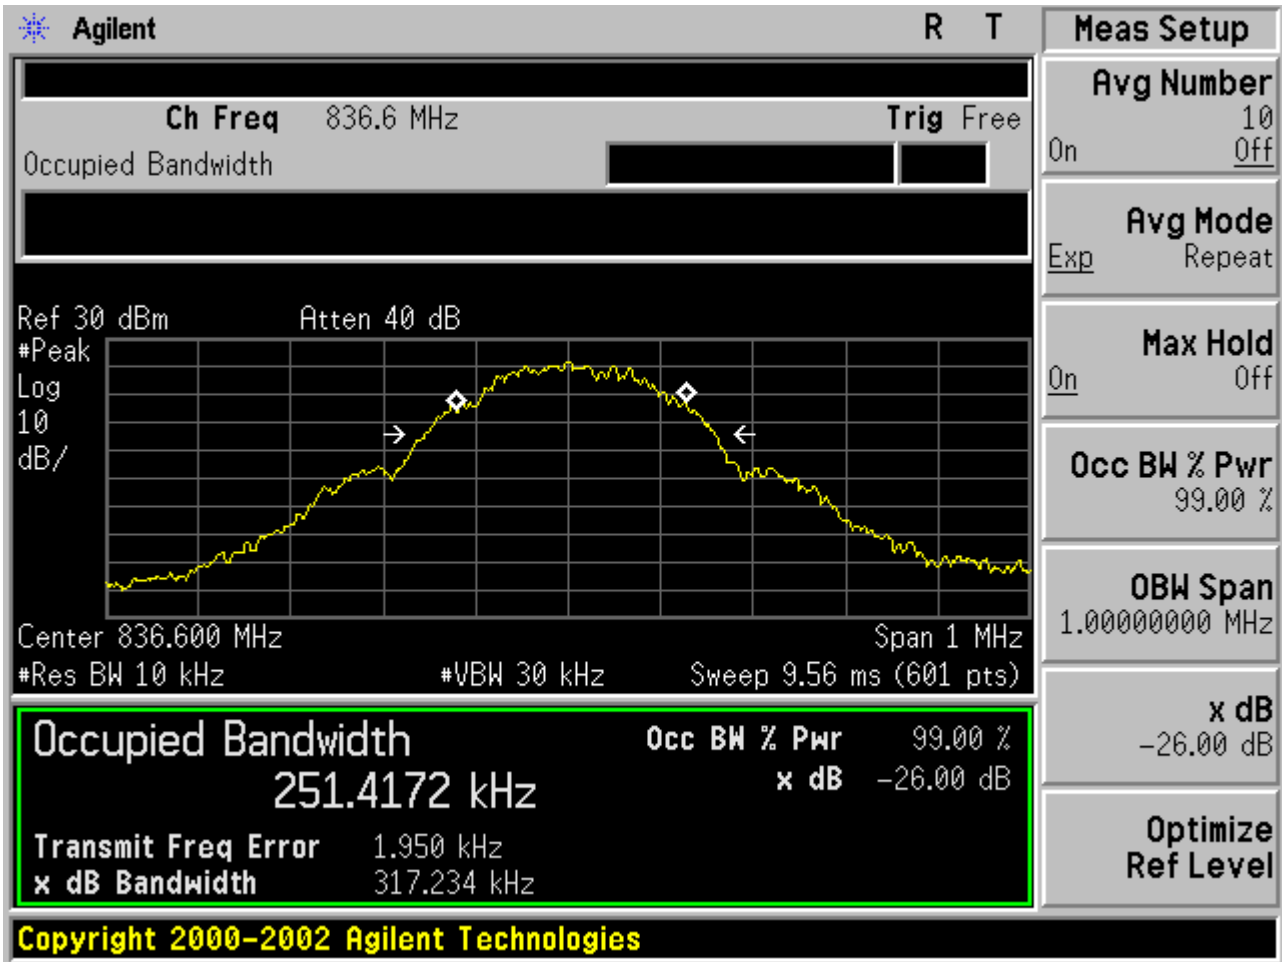 Agilent R T
Ch Freq 836.6 MHz Trig Free
Occupied Bandwidth
Ref 30 dBm Atten 40 dB
#Peak
Log
10
dB/
Center 836.600 MHz Span 1 MHz
#Res BW 10 kHz #VBW 30 kHz Sweep 9.56 ms (601 pts)
Occupied Bandwidth Occ BW % Pwr 99.00 %
251.4172 kHz x dB -26.00 dB
Transmit Freq Error 1.950 kHz
x dB Bandwidth 317.234 kHz
Copyright 2000-2002 Agilent Technologies
Meas Setup
Avg Number
10
On Off
Avg Mode
Exp Repeat
Max Hold
On Off
Occ BW % Pwr
99.00 %
OBW Span
1.00000000 MHz
x dB
-26.00 dB
Optimize
Ref Level